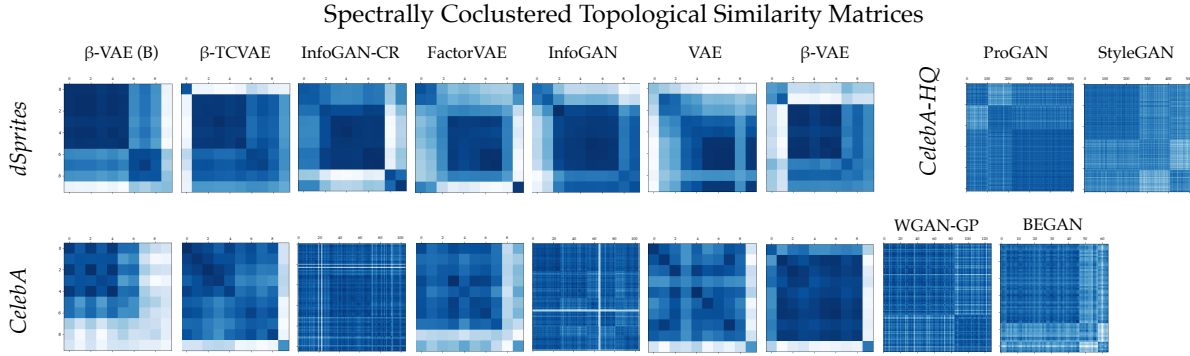 Spectrally Coclustered Topological Similarity Matrices
β-VAE (B) β-TCVAE InfoGAN-CR FactorVAE InfoGAN VAE β-VAE ProGAN StyleGAN
dSprites
CelebA-HQ
WGAN-GP BEGAN
CelebA